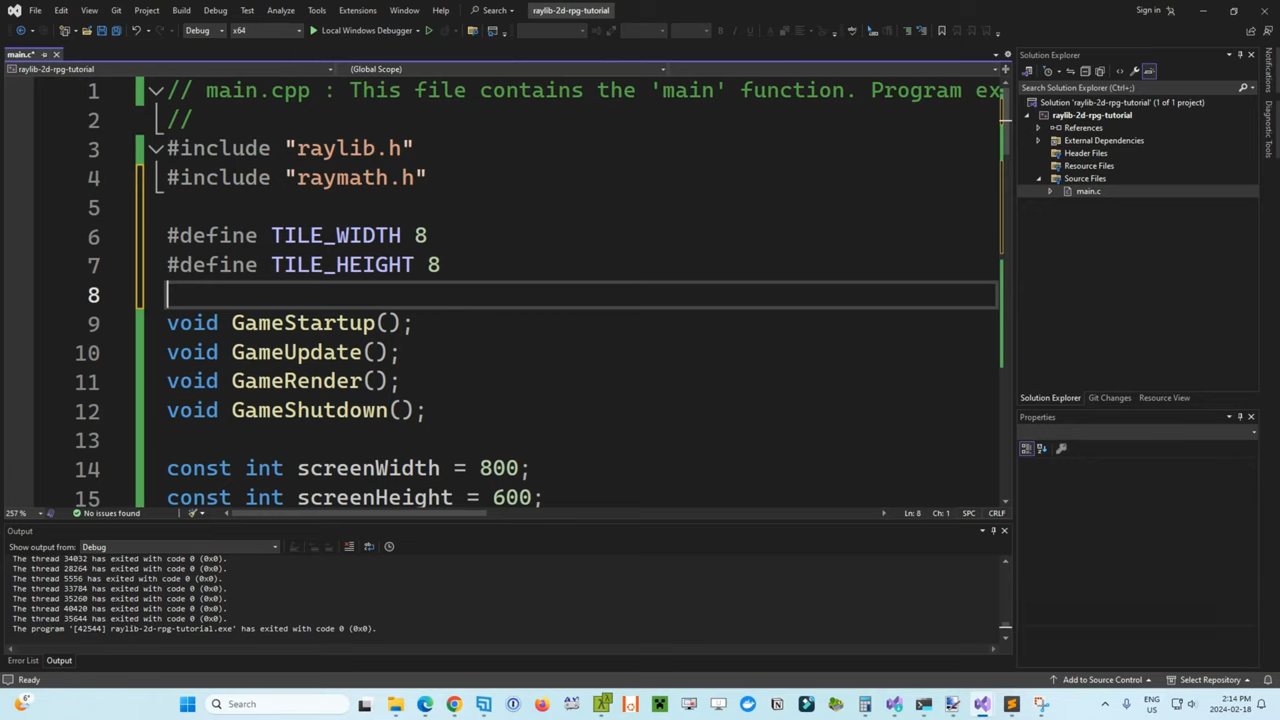 File Edit View Git Project Build Debug Test Analyze Tools Extensions Window Help Search raylib-2d-rpg-tutorial Sign in
Debug x64 Local Windows Debugger
main.c*
raylib-2d-rpg-tutorial (Global Scope)
1 // main.cpp : This file contains the 'main' function. Program ex
2 //
3 #include "raylib.h"
4 #include "raymath.h"
5
6 #define TILE_WIDTH 8
7 #define TILE_HEIGHT 8
8
9 void GameStartup();
10 void GameUpdate();
11 void GameRender();
12 void GameShutdown();
13
14 const int screenWidth = 800;
15 const int screenHeight = 600;
257 % No issues found Ln: 8 Ch: 1 SPC CRLF
Output
Show output from: Debug
The thread 34032 has exited with code 0 (0x0).
The thread 28264 has exited with code 0 (0x0).
The thread 5556 has exited with code 0 (0x0).
The thread 33784 has exited with code 0 (0x0).
The thread 35260 has exited with code 0 (0x0).
The thread 40420 has exited with code 0 (0x0).
The thread 35644 has exited with code 0 (0x0).
The program '[42544] raylib-2d-rpg-tutorial.exe' has exited with code 0 (0x0).
Error List Output
Solution Explorer
Search Solution Explorer (Ctrl+;)
Solution 'raylib-2d-rpg-tutorial' (1 of 1 project)
raylib-2d-rpg-tutorial
References
External Dependencies
Header Files
Resource Files
Source Files
main.c
Solution Explorer Git Changes Resource View
Properties
Notifications
Diagnostic Tools
Ready Add to Source Control Select Repository
6° Search ENG US 2:14 PM 2024-02-18